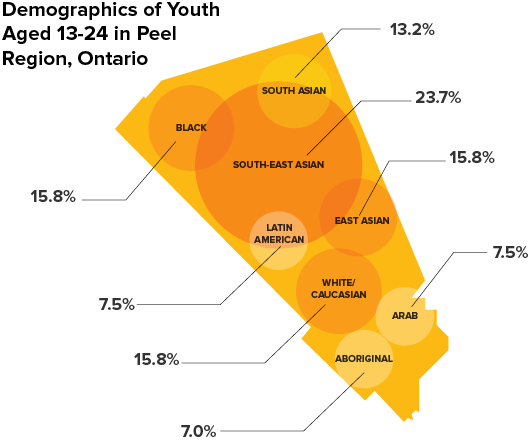 Demographics of Youth
Aged 13-24 in Peel
Region, Ontario
13.2%
SOUTH ASIAN
23.7%
BLACK
SOUTH-EAST ASIAN
15.8%
15.8%
EAST ASIAN
LATIN
AMERICAN
7.5%
WHITE/
CAUCASIAN
7.5%
ARAB
15.8%
ABORIGINAL
7.0%